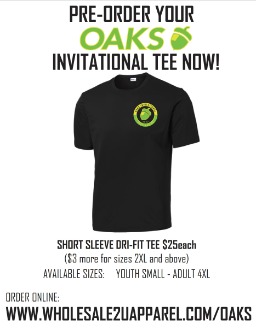 PRE-ORDER YOUR
OAKS
INVITATIONAL TEE NOW!
SHORT SLEEVE DRI-FIT TEE $25each
($3 more for sizes 2XL and above)
AVAILABLE SIZES: YOUTH SMALL - ADULT 4XL
ORDER ONLINE:
WWW.WHOLESALE2UAPPAREL.COM/OAKS